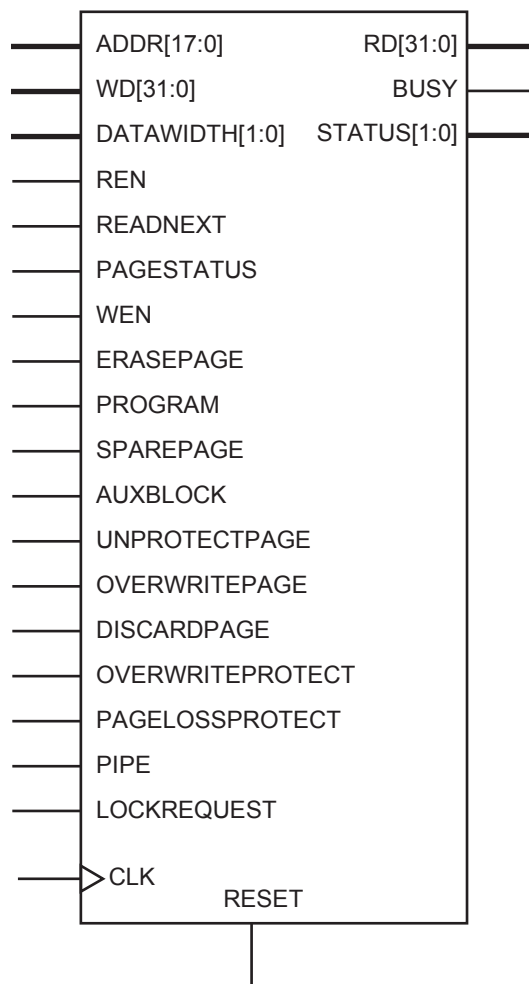 ADDR[17:0] RD[31:0]
WD[31:0] BUSY
DATAWIDTH[1:0] STATUS[1:0]
REN
READNEXT
PAGESTATUS
WEN
ERASEPAGE
PROGRAM
SPAREPAGE
AUXBLOCK
UNPROTECTPAGE
OVERWRITEPAGE
DISCARDPAGE
OVERWRITEPROTECT
PAGELOSSPROTECT
PIPE
LOCKREQUEST
CLK
RESET